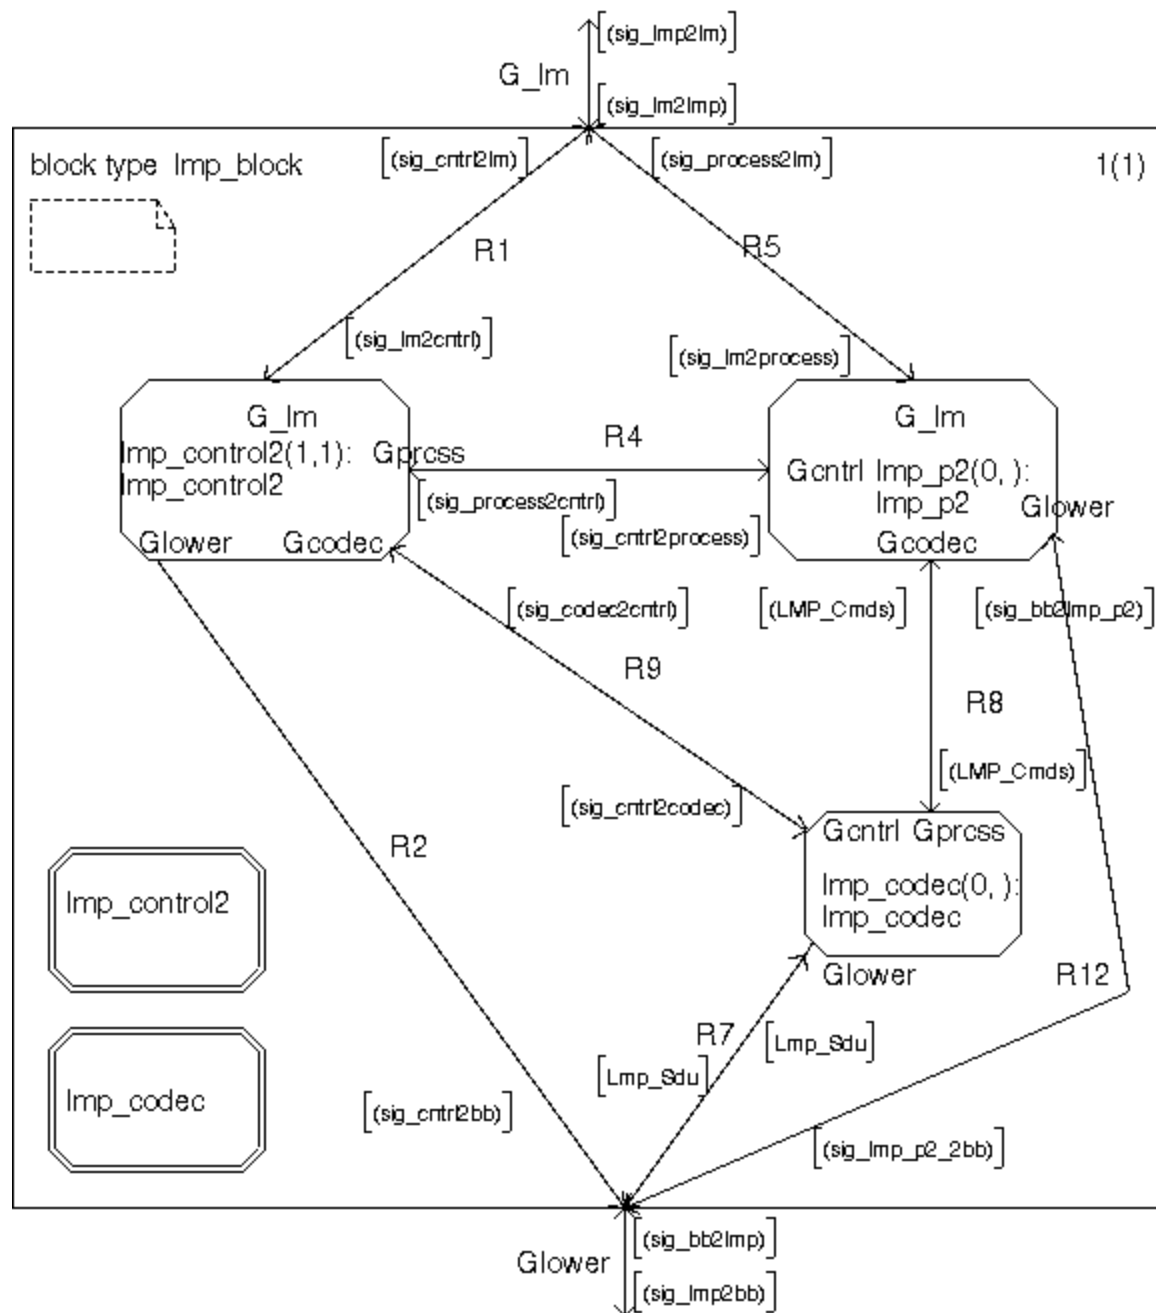 [(sig_lmp2lm)]
G_lm
[(sig_lm2lmp)]
block type lmp_block
[(sig_cntrl2lm)]
[(sig_process2lm)]
1(1)
R1
R5
[(sig_lm2cntrl)]
[(sig_lm2process)]
G_lm
lmp_control2(1,1): Gprcss
lmp_control2
Glower Gcodec
R4
[(sig_process2cntrl)]
[(sig_cntrl2process)]
G_lm
Gcntrl lmp_p2(0, ):
lmp_p2
Glower
Gcodec
[(sig_codec2cntrl)]
[(LMP_Cmds)]
[(sig_bb2lmp_p2)]
R9
R8
[(LMP_Cmds)]
[(sig_cntrl2codec)]
Gcntrl Gprcss
lmp_codec(0, ):
lmp_codec
Glower
R2
lmp_control2
R12
R7
[Lmp_Sdu]
[Lmp_Sdu]
lmp_codec
[(sig_cntrl2bb)]
[(sig_lmp_p2_2bb)]
[(sig_bb2lmp)]
Glower
[(sig_lmp2bb)]